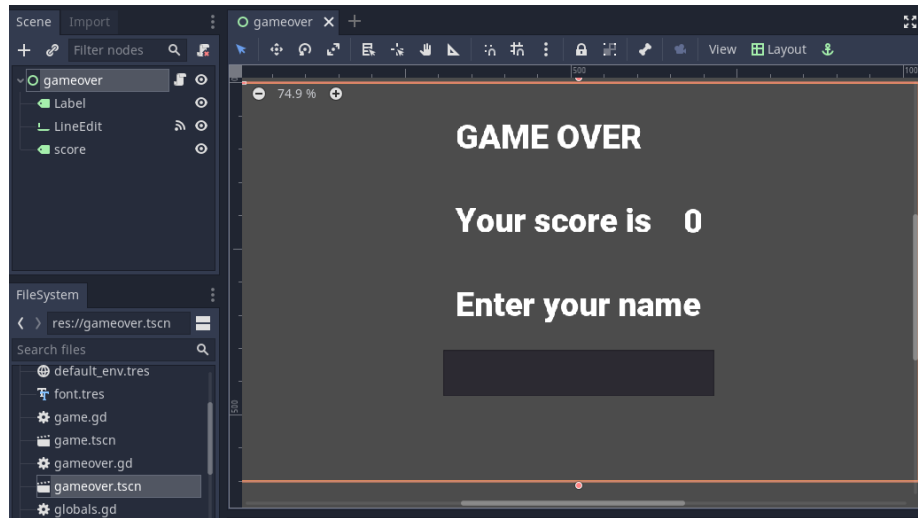 Scene Import
gameover
Filter nodes
View Layout
gameover
Label
LineEdit
score
500
100
74.9 %
GAME OVER
Your score is 0
Enter your name
500
FileSystem
res://gameover.tscn
Search files
default_env.tres
font.tres
game.gd
game.tscn
gameover.gd
gameover.tscn
globals.gd